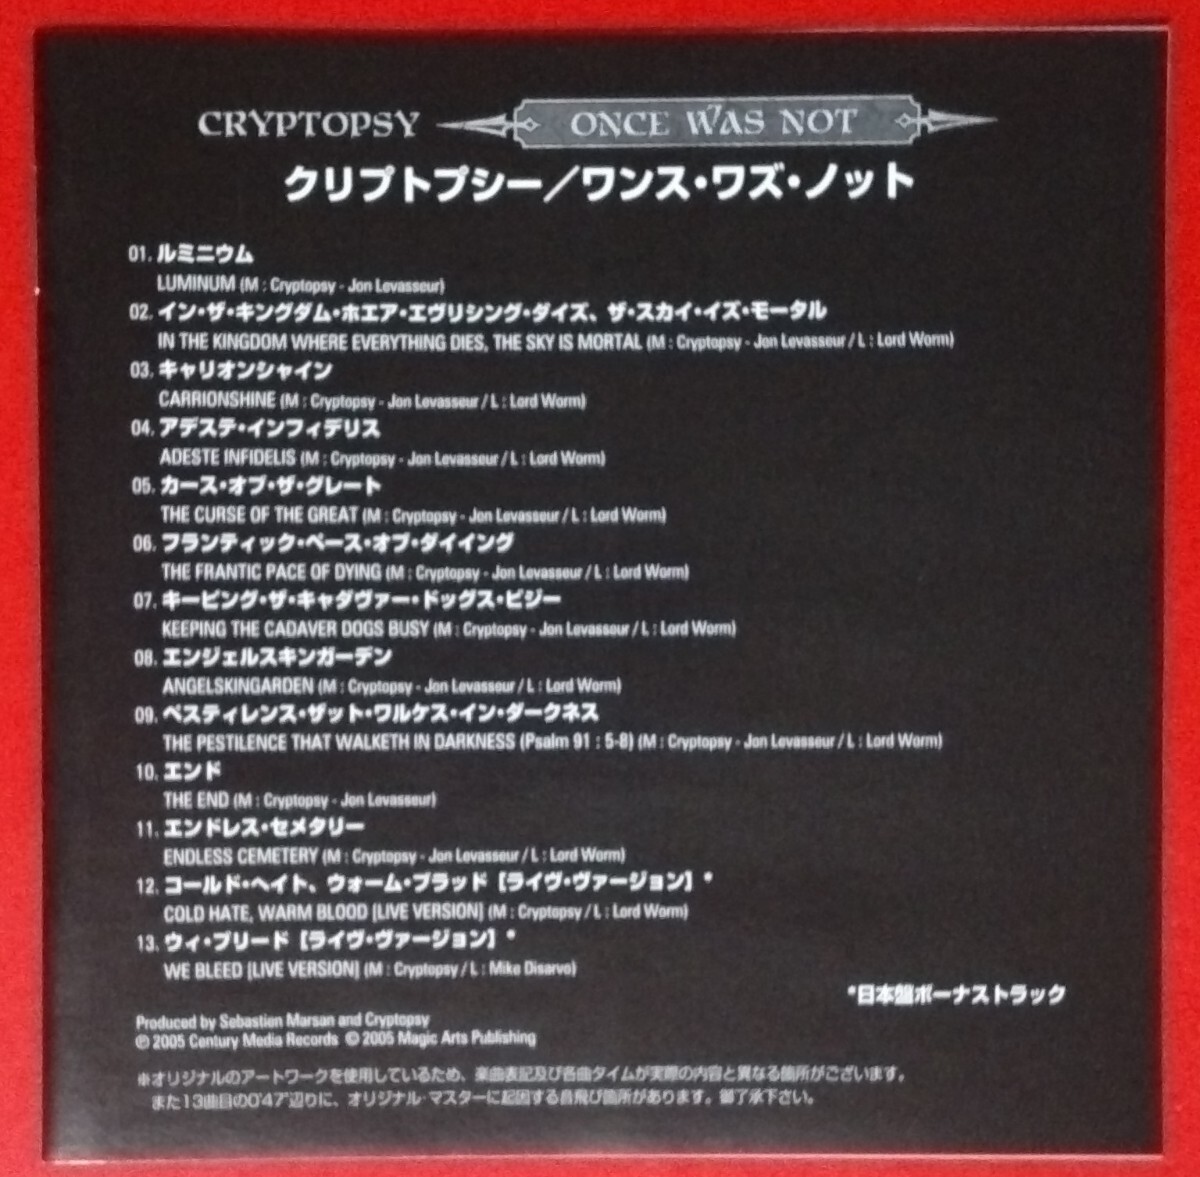 CRYPTOPSY ONCE WAS NOT
クリプトプシー／ワンス・ワズ・ノット
01. ルミニウム
LUMINUM (M : Cryptopsy - Jon Levasseur)
02. イン・ザ・キングダム・ホエア・エヴリシング・ダイズ、ザ・スカイ・イズ・モータル
IN THE KINGDOM WHERE EVERYTHING DIES, THE SKY IS MORTAL (M : Cryptopsy - Jon Levasseur / L : Lord Worm)
03. キャリオンシャイン
CARRIONSHINE (M : Cryptopsy - Jon Levasseur / L : Lord Worm)
04. アデステ・インフィデリス
ADESTE INFIDELIS (M : Cryptopsy - Jon Levasseur / L : Lord Worm)
05. カース・オブ・ザ・グレート
THE CURSE OF THE GREAT (M : Cryptopsy - Jon Levasseur / L : Lord Worm)
06. フランティック・ペース・オブ・ダイイング
THE FRANTIC PACE OF DYING (M : Cryptopsy - Jon Levasseur / L : Lord Worm)
07. キーピング・ザ・キャダヴァー・ドッグス・ビジー
KEEPING THE CADAVER DOGS BUSY (M : Cryptopsy - Jon Levasseur / L : Lord Worm)
08. エンジェルスキンガーデン
ANGELSKINGARDEN (M : Cryptopsy - Jon Levasseur / L : Lord Worm)
09. ペスティレンス・ザット・ワルケス・イン・ダークネス
THE PESTILENCE THAT WALKETH IN DARKNESS (Psalm 91 : 5-8) (M : Cryptopsy - Jon Levasseur / L : Lord Worm)
10. エンド
THE END (M : Cryptopsy - Jon Levasseur)
11. エンドレス・セメタリー
ENDLESS CEMETERY (M : Cryptopsy - Jon Levasseur / L : Lord Worm)
12. コールド・ヘイト、ウォーム・ブラッド [ライヴ・ヴァージョン] *
COLD HATE, WARM BLOOD [LIVE VERSION] (M : Cryptopsy / L : Lord Worm)
13. ウィ・ブリード [ライヴ・ヴァージョン] *
WE BLEED [LIVE VERSION] (M : Cryptopsy / L : Mike Disarvo)
*日本盤ボーナストラック
Produced by Sebastien Marsan and Cryptopsy
℗ 2005 Century Media Records © 2005 Magic Arts Publishing
※オリジナルのアートワークを使用しているため、楽曲表記及び各曲タイムが実際の内容と異なる箇所がございます。
また13曲目の0'47"辺りに、オリジナル・マスターに起因する音飛び箇所があります。御了承下さい。